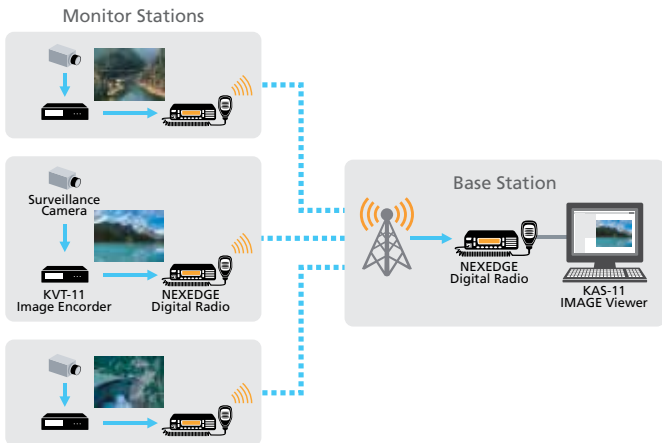 Monitor Stations
Surveillance
Camera
KVT-11
Image Encorder
NEXEDGE
Digital Radio
Base Station
NEXEDGE
Digital Radio
KAS-11
IMAGE Viewer